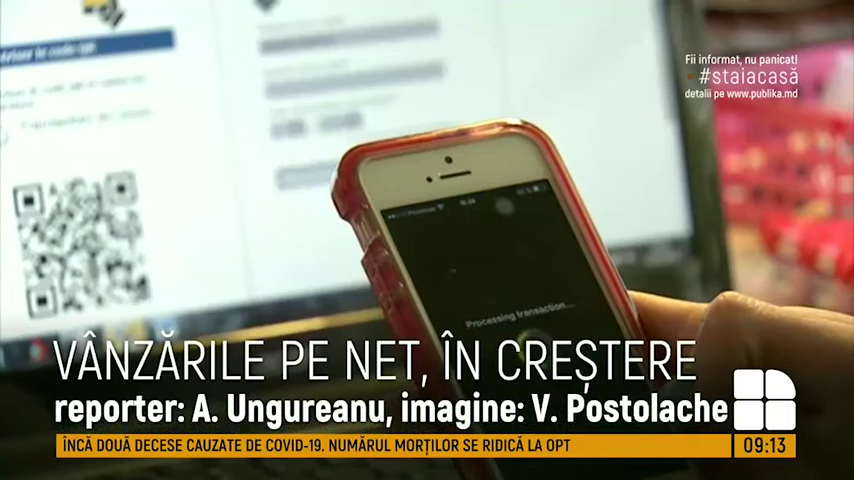 Fii informat, nu panicat!
#staiacasă
detalii pe www.publika.md
Processing transaction...
VÂNZĂRILE PE NET, ÎN CREȘTERE
reporter: A. Ungureanu, imagine: V. Postolache
ÎNCĂ DOUĂ DECESE CAUZATE DE COVID-19. NUMĂRUL MORȚILOR SE RIDICĂ LA OPT
09:13